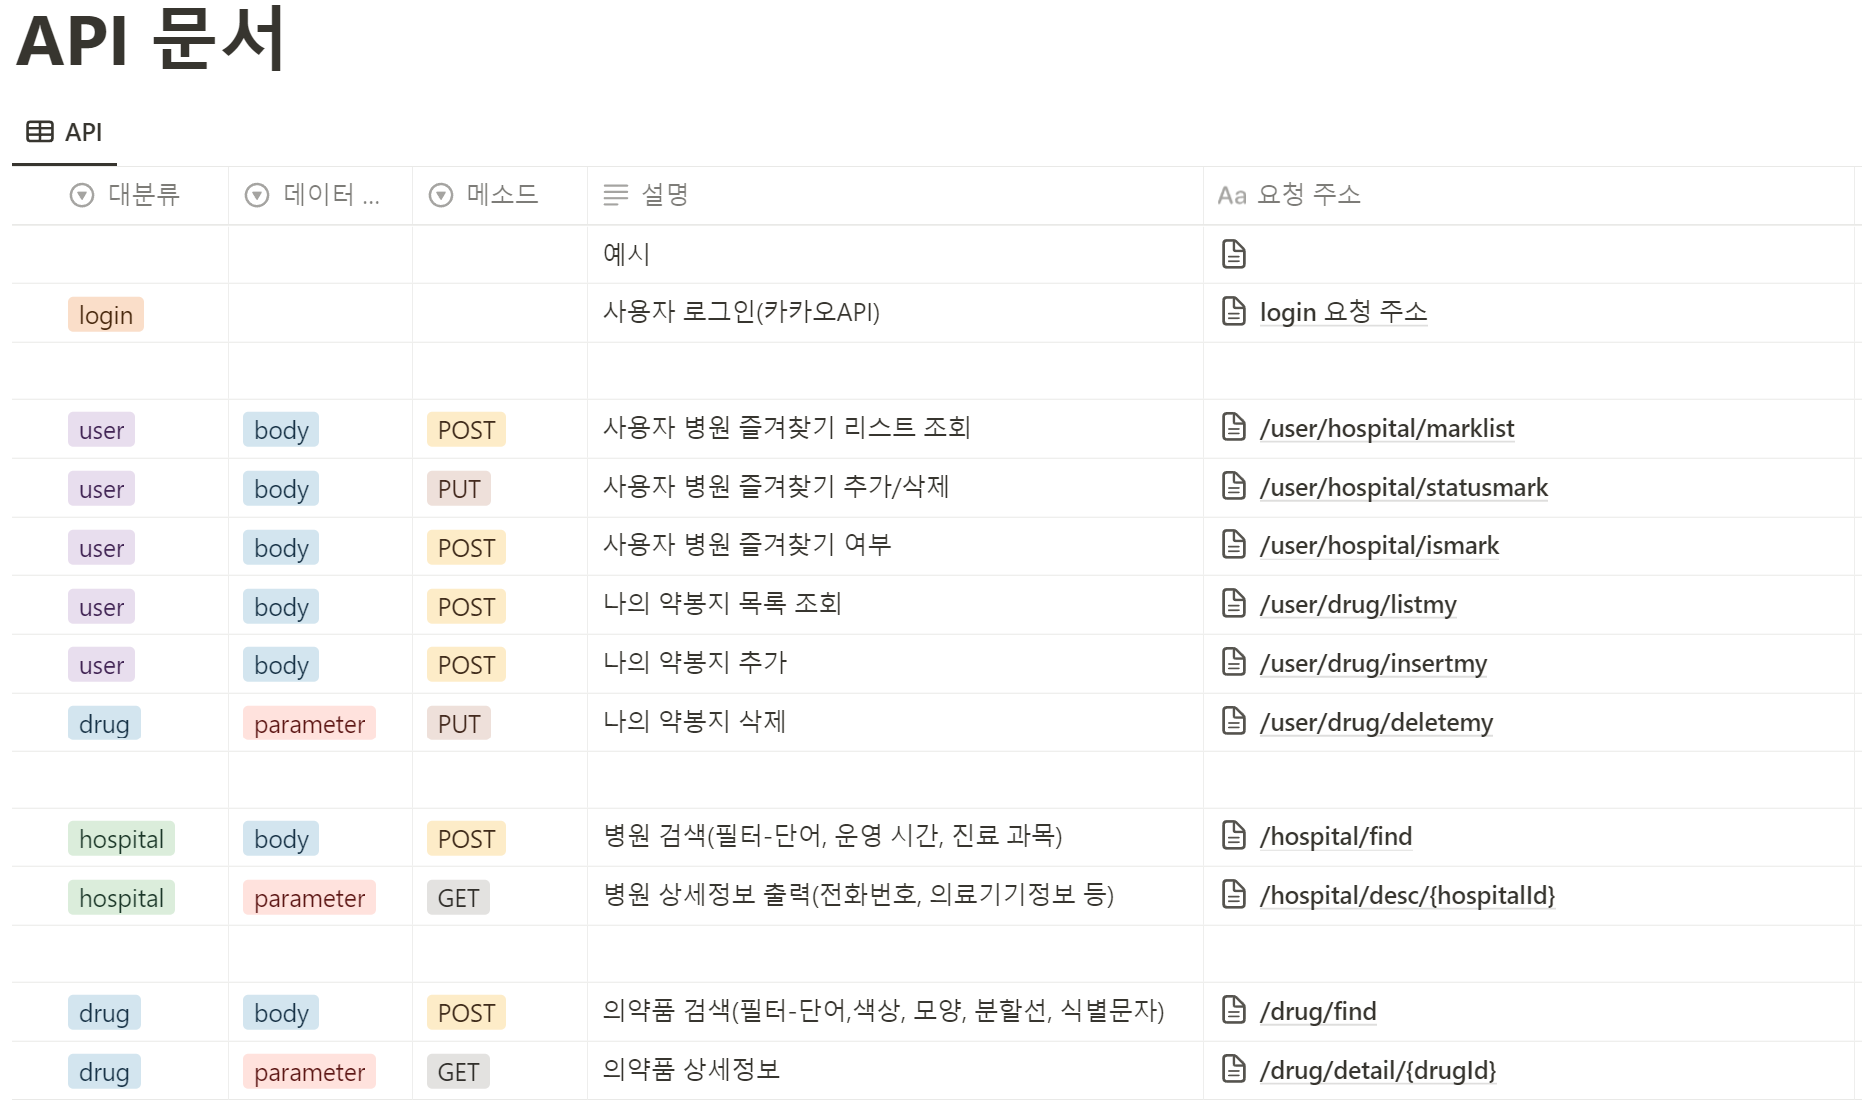 API 문서
API
대분류 데이터 ... 메소드 설명 Aa 요청 주소
예시
login 사용자 로그인(카카오API) login 요청 주소
user body POST 사용자 병원 즐겨찾기 리스트 조회 /user/hospital/marklist
user body PUT 사용자 병원 즐겨찾기 추가/삭제 /user/hospital/statusmark
user body POST 사용자 병원 즐겨찾기 여부 /user/hospital/ismark
user body POST 나의 약봉지 목록 조회 /user/drug/listmy
user body POST 나의 약봉지 추가 /user/drug/insertmy
drug parameter PUT 나의 약봉지 삭제 /user/drug/deletemy
hospital body POST 병원 검색(필터-단어, 운영 시간, 진료 과목) /hospital/find
hospital parameter GET 병원 상세정보 출력(전화번호, 의료기기정보 등) /hospital/desc/{hospitalId}
drug body POST 의약품 검색(필터-단어,색상, 모양, 분할선, 식별문자) /drug/find
drug parameter GET 의약품 상세정보 /drug/detail/{drugId}